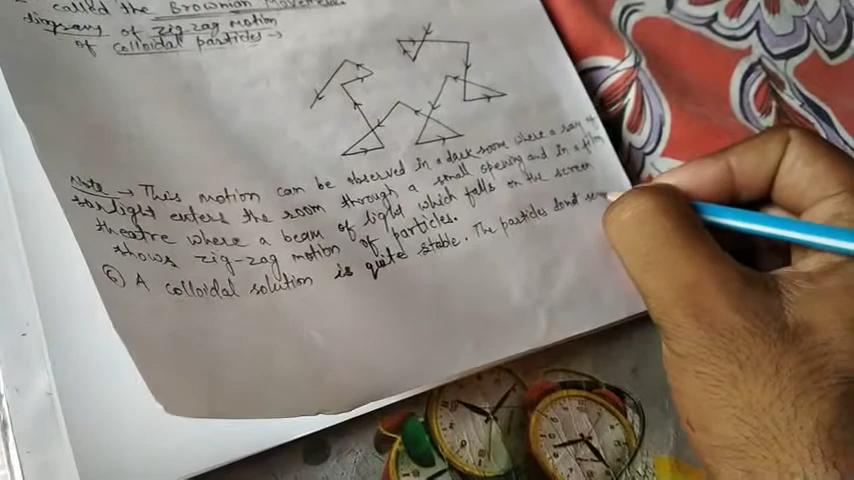 called the Brownian Movement.
diagram of zig-zag motion
of colloidal particles →
Note → This motion can be observed in a dark room where a ray of
sunlight enters the room through a small opening and in a film
theatre where a beam of light which falls on the screen
shows zig-zag motion of particles.
⑥ A colloidal solution is quite stable. The particles donot